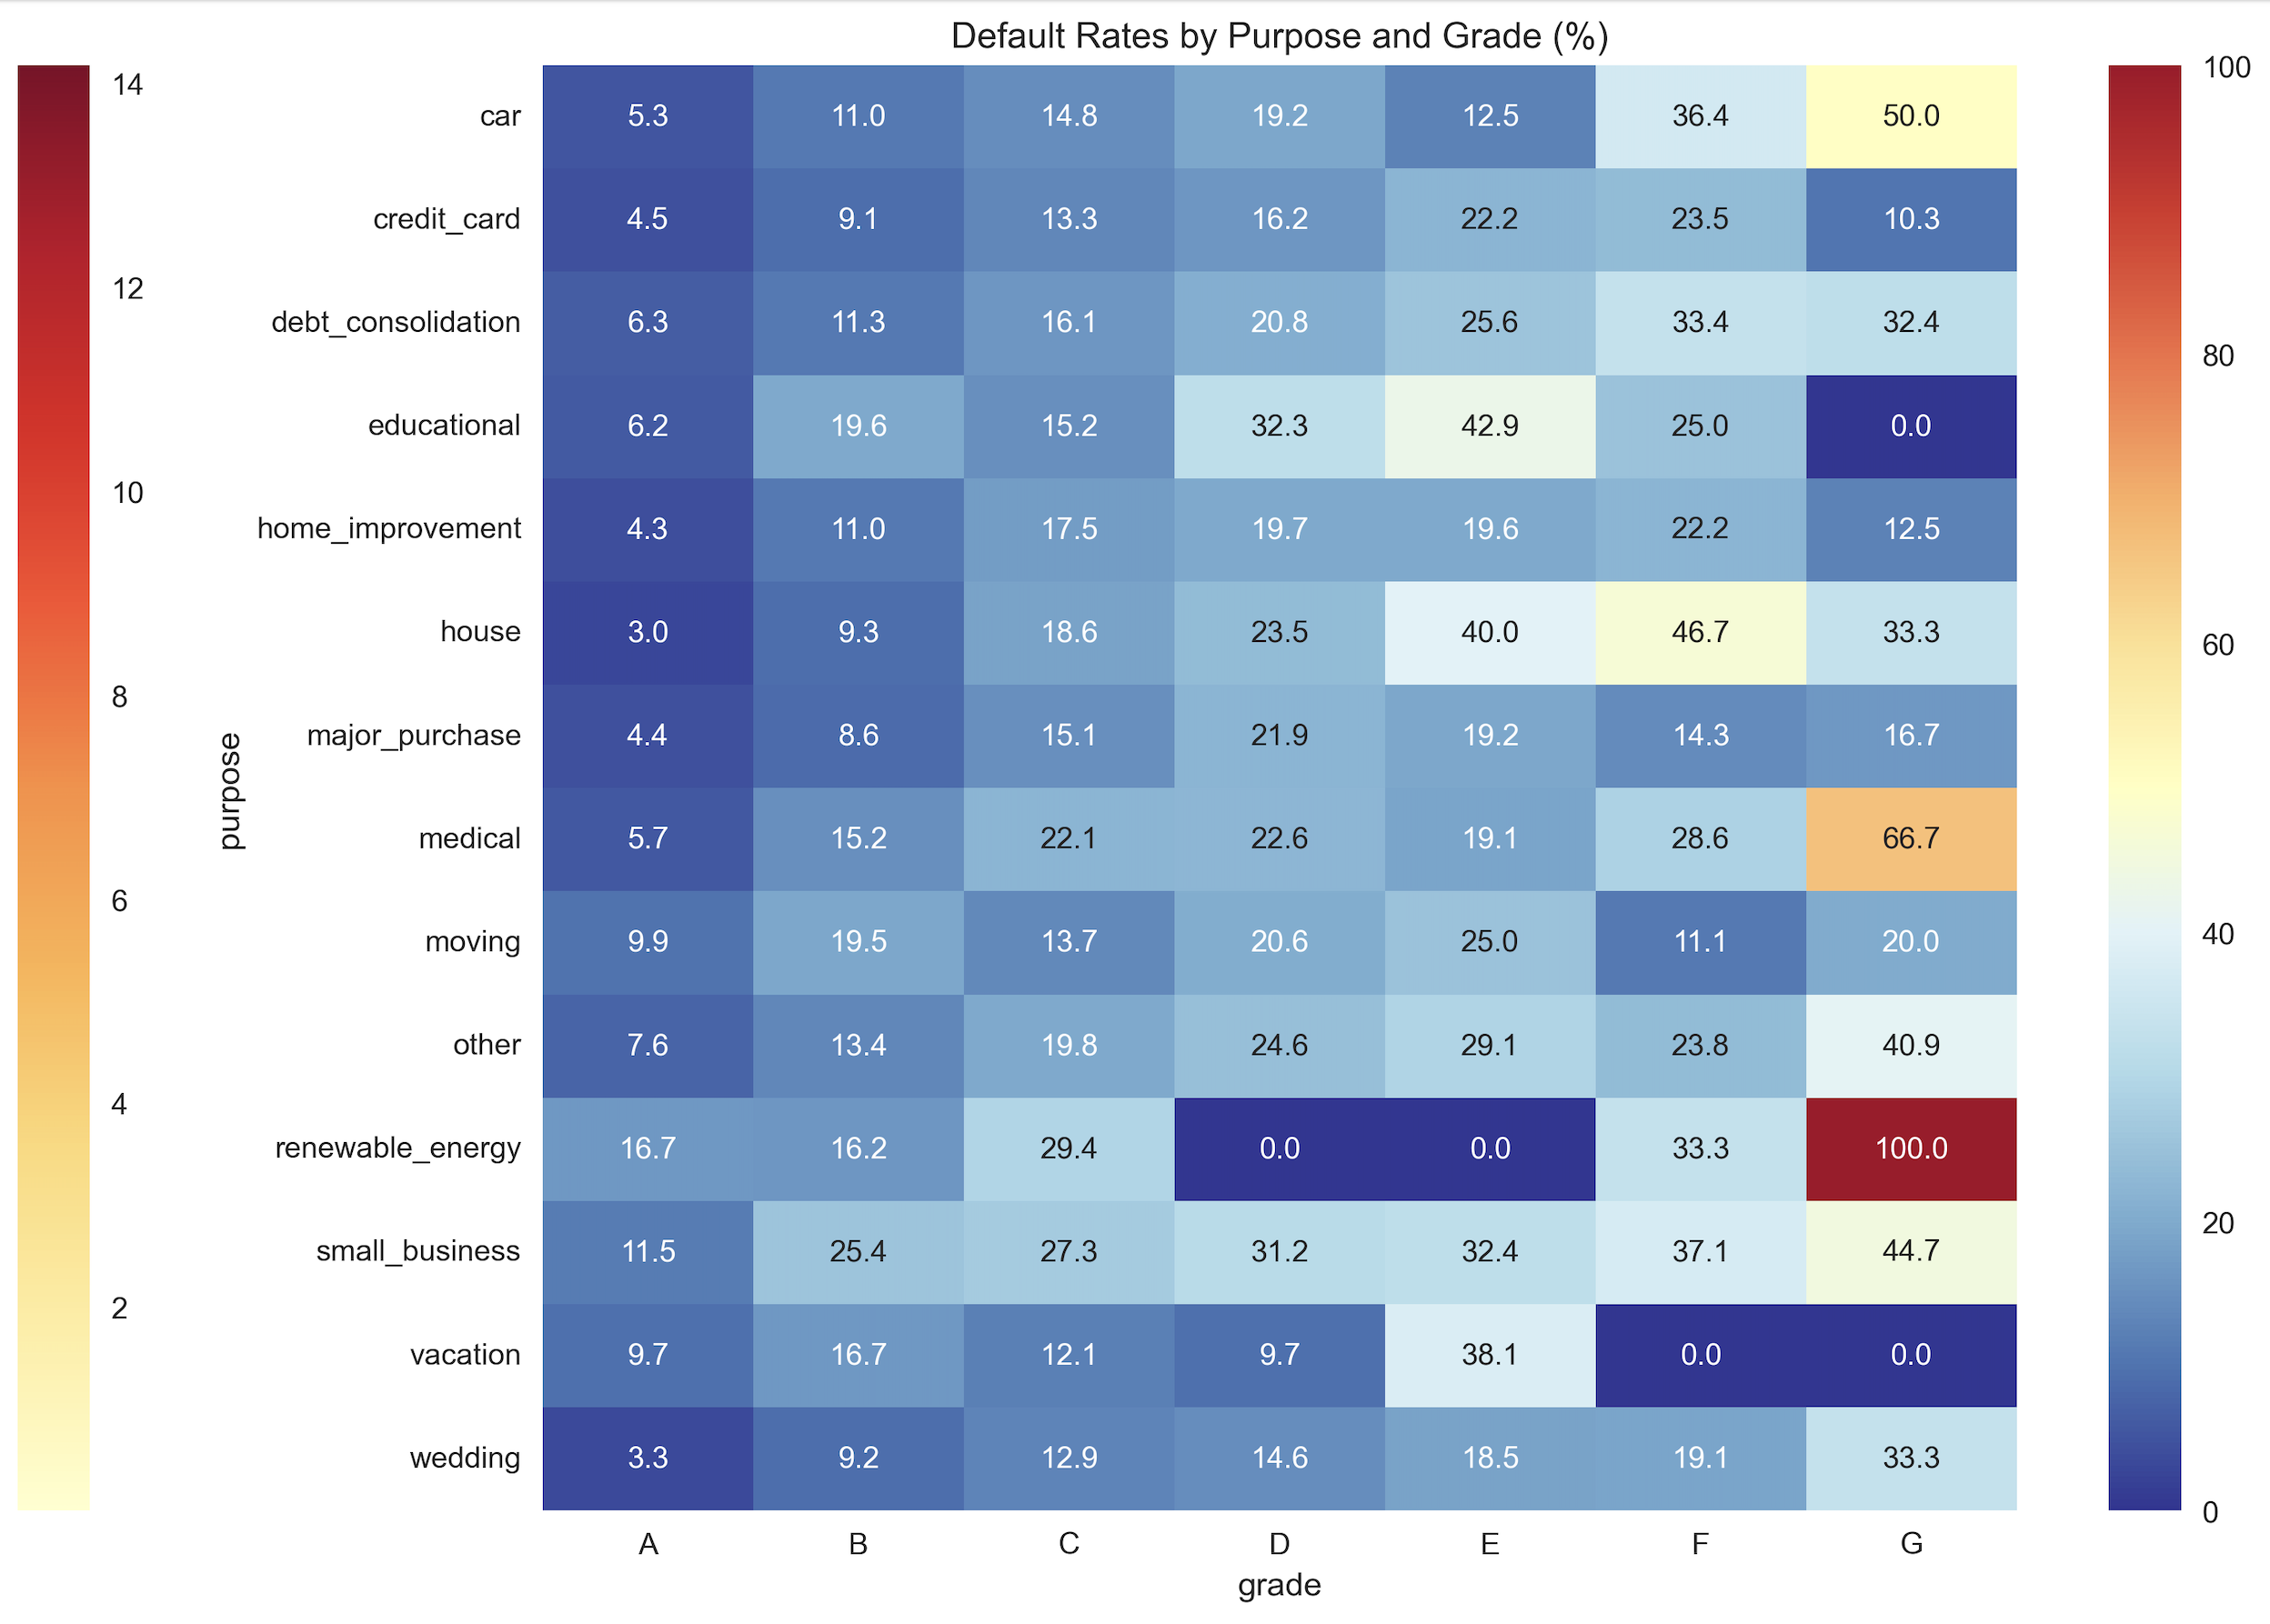 Default Rates by Purpose and Grade (%)
14
12
10
8
6
4
2
purpose
car 5.3 11.0 14.8 19.2 12.5 36.4 50.0
credit_card 4.5 9.1 13.3 16.2 22.2 23.5 10.3
debt_consolidation 6.3 11.3 16.1 20.8 25.6 33.4 32.4
educational 6.2 19.6 15.2 32.3 42.9 25.0 0.0
home_improvement 4.3 11.0 17.5 19.7 19.6 22.2 12.5
house 3.0 9.3 18.6 23.5 40.0 46.7 33.3
major_purchase 4.4 8.6 15.1 21.9 19.2 14.3 16.7
medical 5.7 15.2 22.1 22.6 19.1 28.6 66.7
moving 9.9 19.5 13.7 20.6 25.0 11.1 20.0
other 7.6 13.4 19.8 24.6 29.1 23.8 40.9
renewable_energy 16.7 16.2 29.4 0.0 0.0 33.3 100.0
small_business 11.5 25.4 27.3 31.2 32.4 37.1 44.7
vacation 9.7 16.7 12.1 9.7 38.1 0.0 0.0
wedding 3.3 9.2 12.9 14.6 18.5 19.1 33.3
A B C D E F G
grade
100
80
60
40
20
0